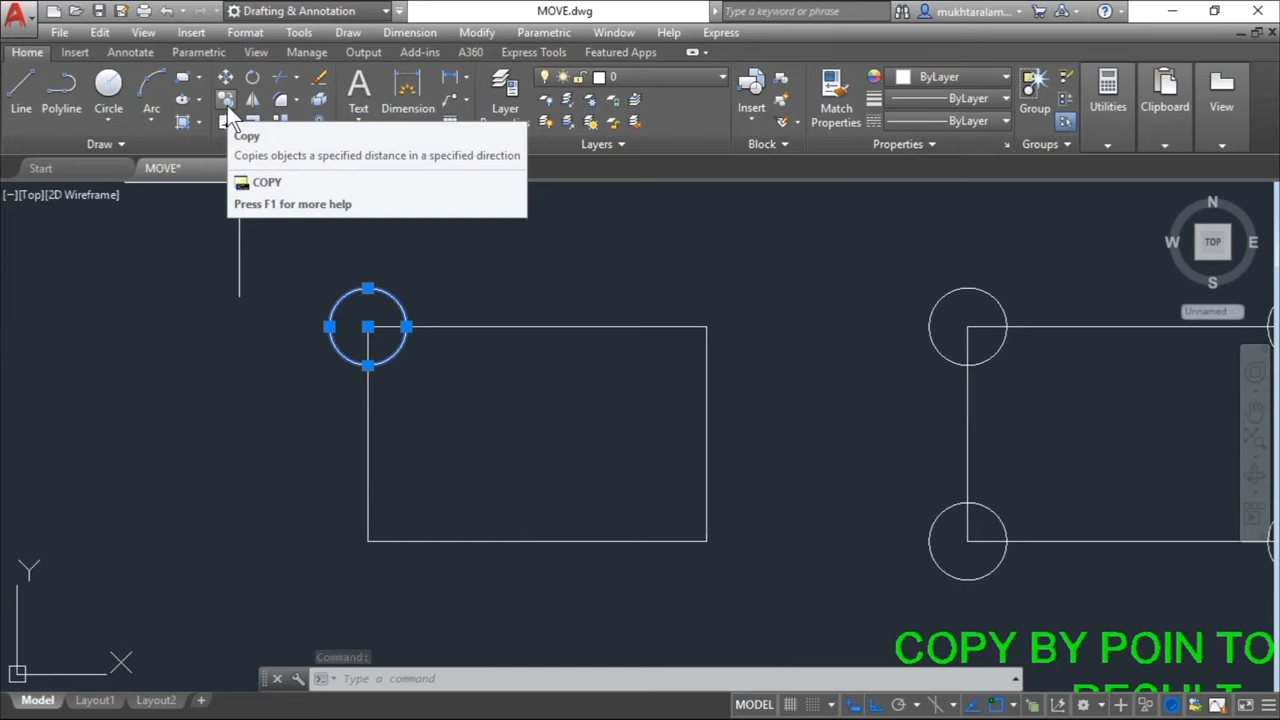 Drafting & Annotation
MOVE.dwg
Type a keyword or phrase
mukhtaralam...
File Edit View Insert Format Tools Draw Dimension Modify Parametric Window Help Express
Home Insert Annotate Parametric View Manage Output Add-ins A360 Express Tools Featured Apps
0
ByLayer
ByLayer
ByLayer
Line Polyline Circle Arc Text Dimension Layer Insert Match Properties Group Utilities Clipboard View
Draw Layers Block Properties Groups
Copy
Copies objects a specified distance in a specified direction
COPY
Press F1 for more help
Start MOVE*
[−][Top][2D Wireframe]
N
W TOP E
S
Unnamed
Y
X
COPY BY POIN TO
RESULT
Command:
Type a command
Model Layout1 Layout2 +
MODEL